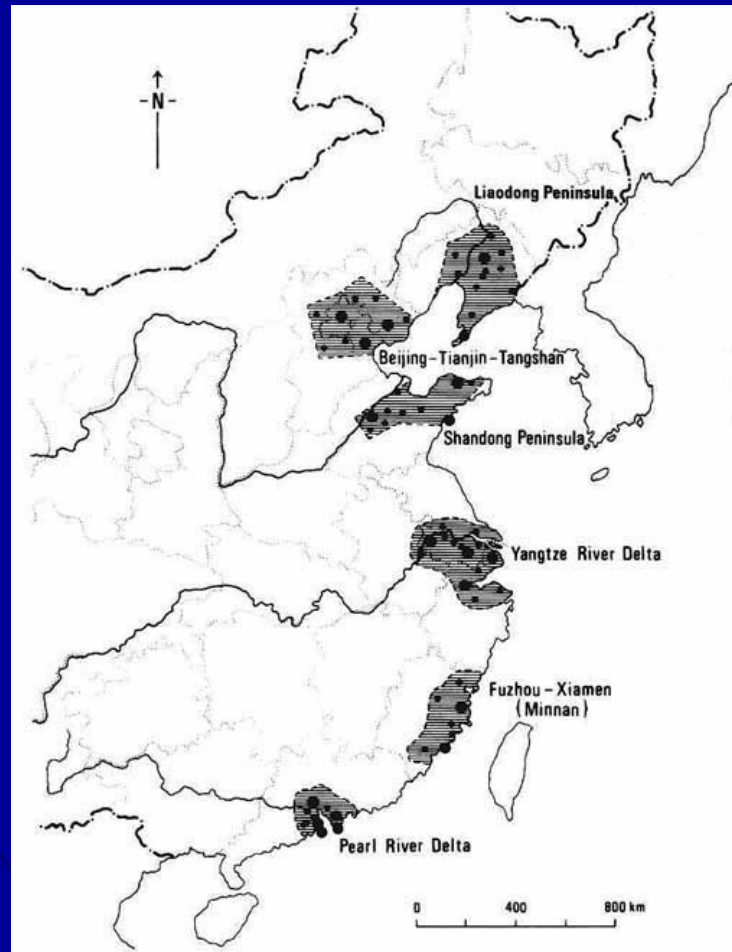 -N-
Liaodong Peninsula
Beijing-Tianjin-Tangshan
Shandong Peninsula
Yangtze River Delta
Fuzhou-Xiamen
(Minnan)
Pearl River Delta
0 400 800 km